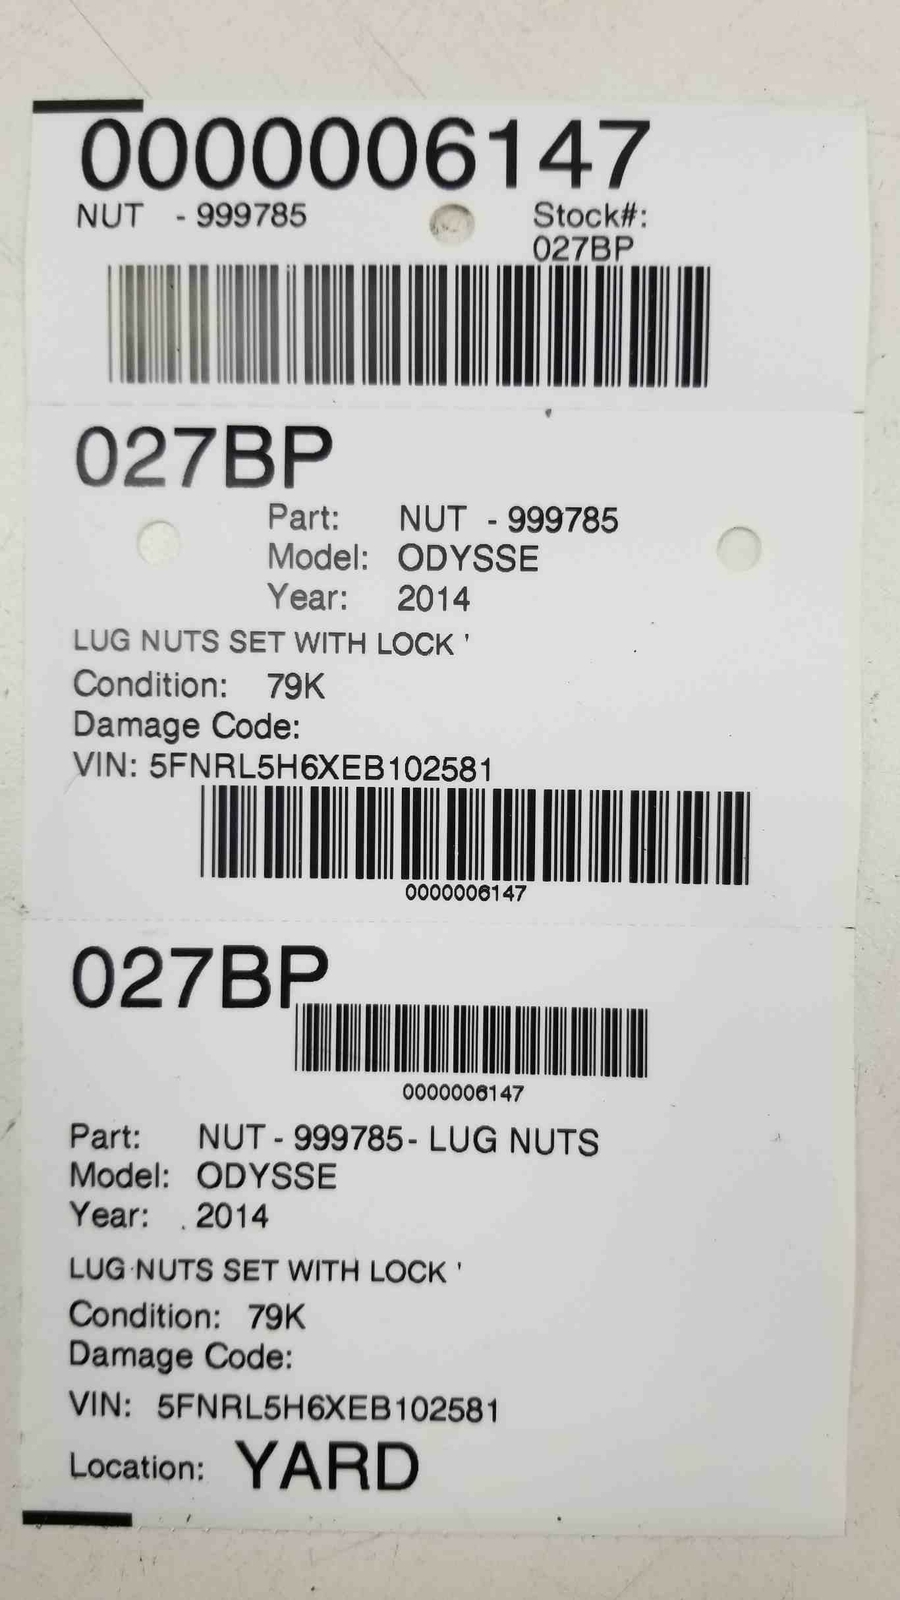 0000006147
NUT - 999785
Stock#:
027BP
027BP
Part: NUT - 999785
Model: ODYSSE
Year: 2014
LUG NUTS SET WITH LOCK '
Condition: 79K
Damage Code:
VIN: 5FNRL5H6XEB102581
0000006147
027BP
0000006147
Part: NUT - 999785- LUG NUTS
Model: ODYSSE
Year: 2014
LUG NUTS SET WITH LOCK '
Condition: 79K
Damage Code:
VIN: 5FNRL5H6XEB102581
Location: YARD